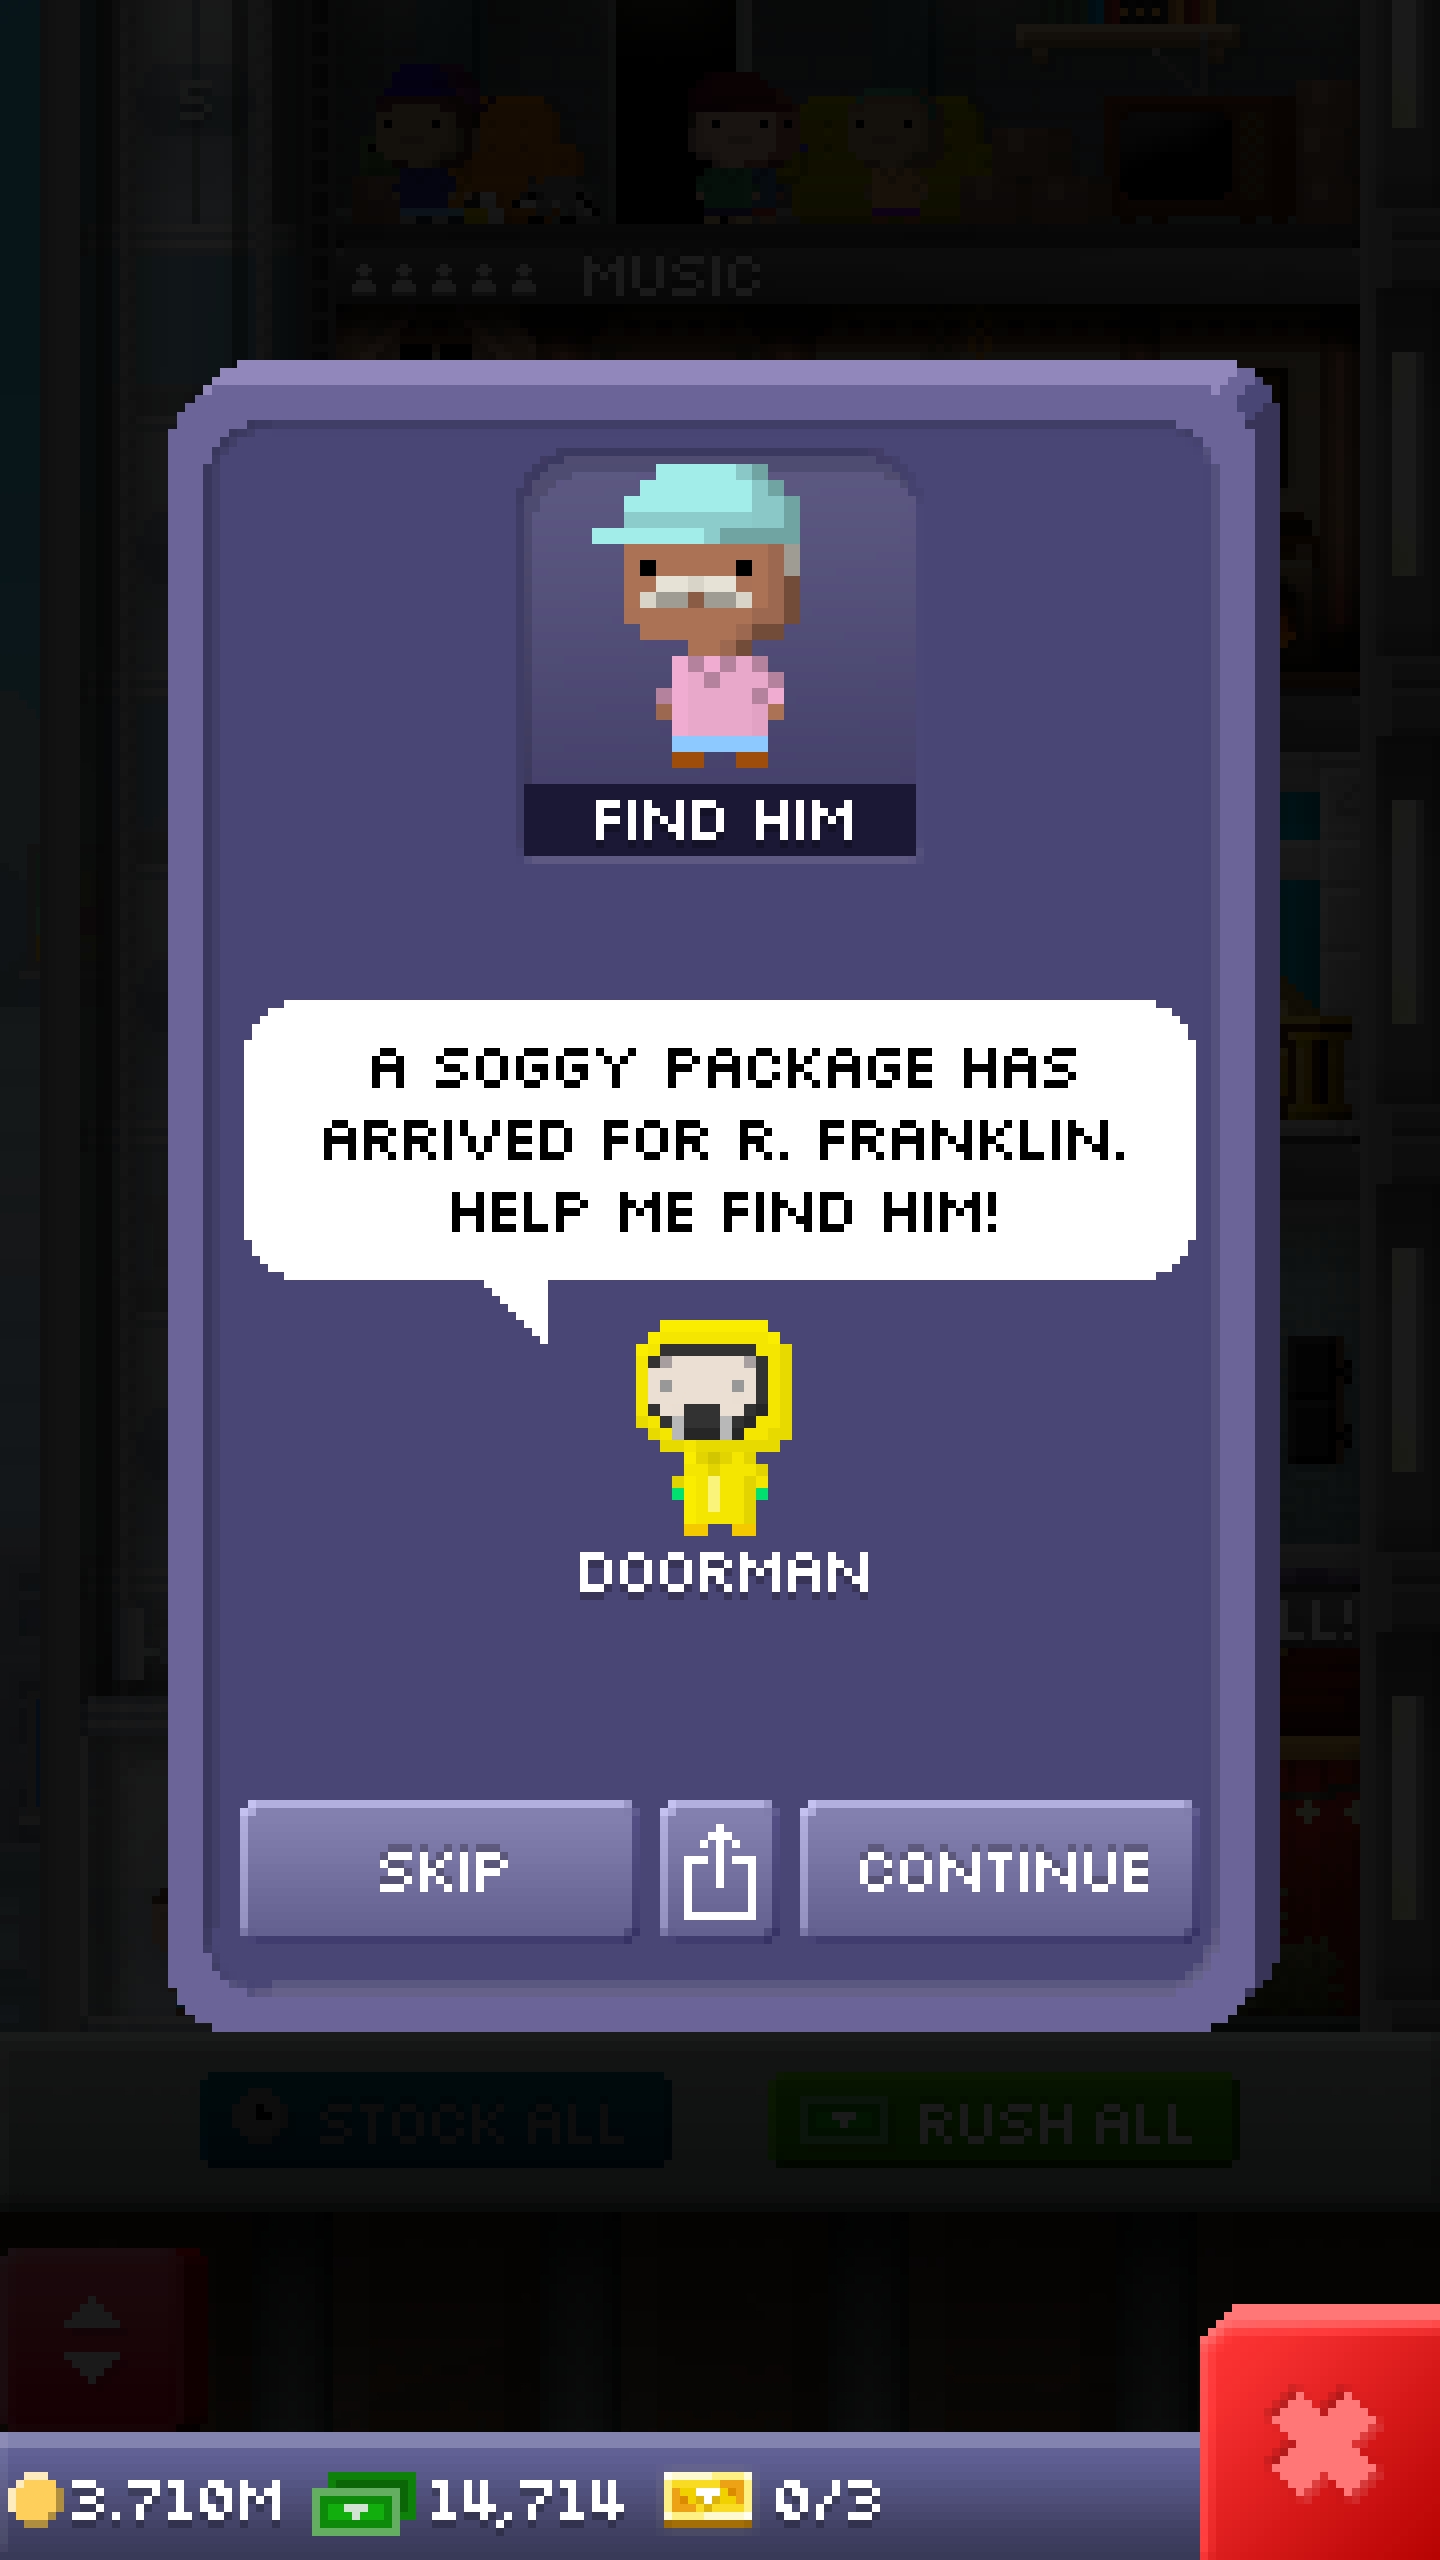 S
MUSIC
FIND HIM
A SOGGY PACKAGE HAS
ARRIVED FOR R. FRANKLIN.
HELP ME FIND HIM!
DOORMAN
LL!
SKIP
CONTINUE
STOCK ALL
RUSH ALL
3.710M
14,714
0/3